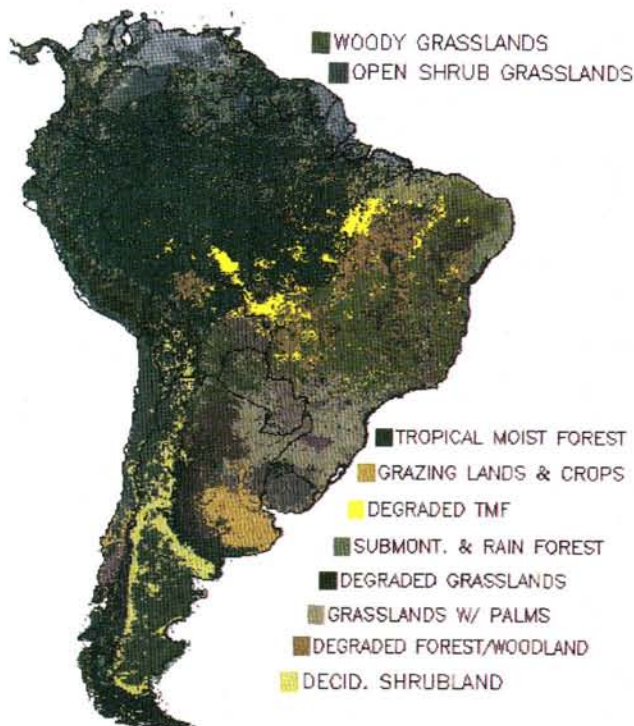 WOODY GRASSLANDS
OPEN SHRUB GRASSLANDS
TROPICAL MOIST FOREST
GRAZING LANDS & CROPS
DEGRADED TMF
SUBMONT. & RAIN FOREST
DEGRADED GRASSLANDS
GRASSLANDS W/ PALMS
DEGRADED FOREST/WOODLAND
DECID. SHRUBLAND